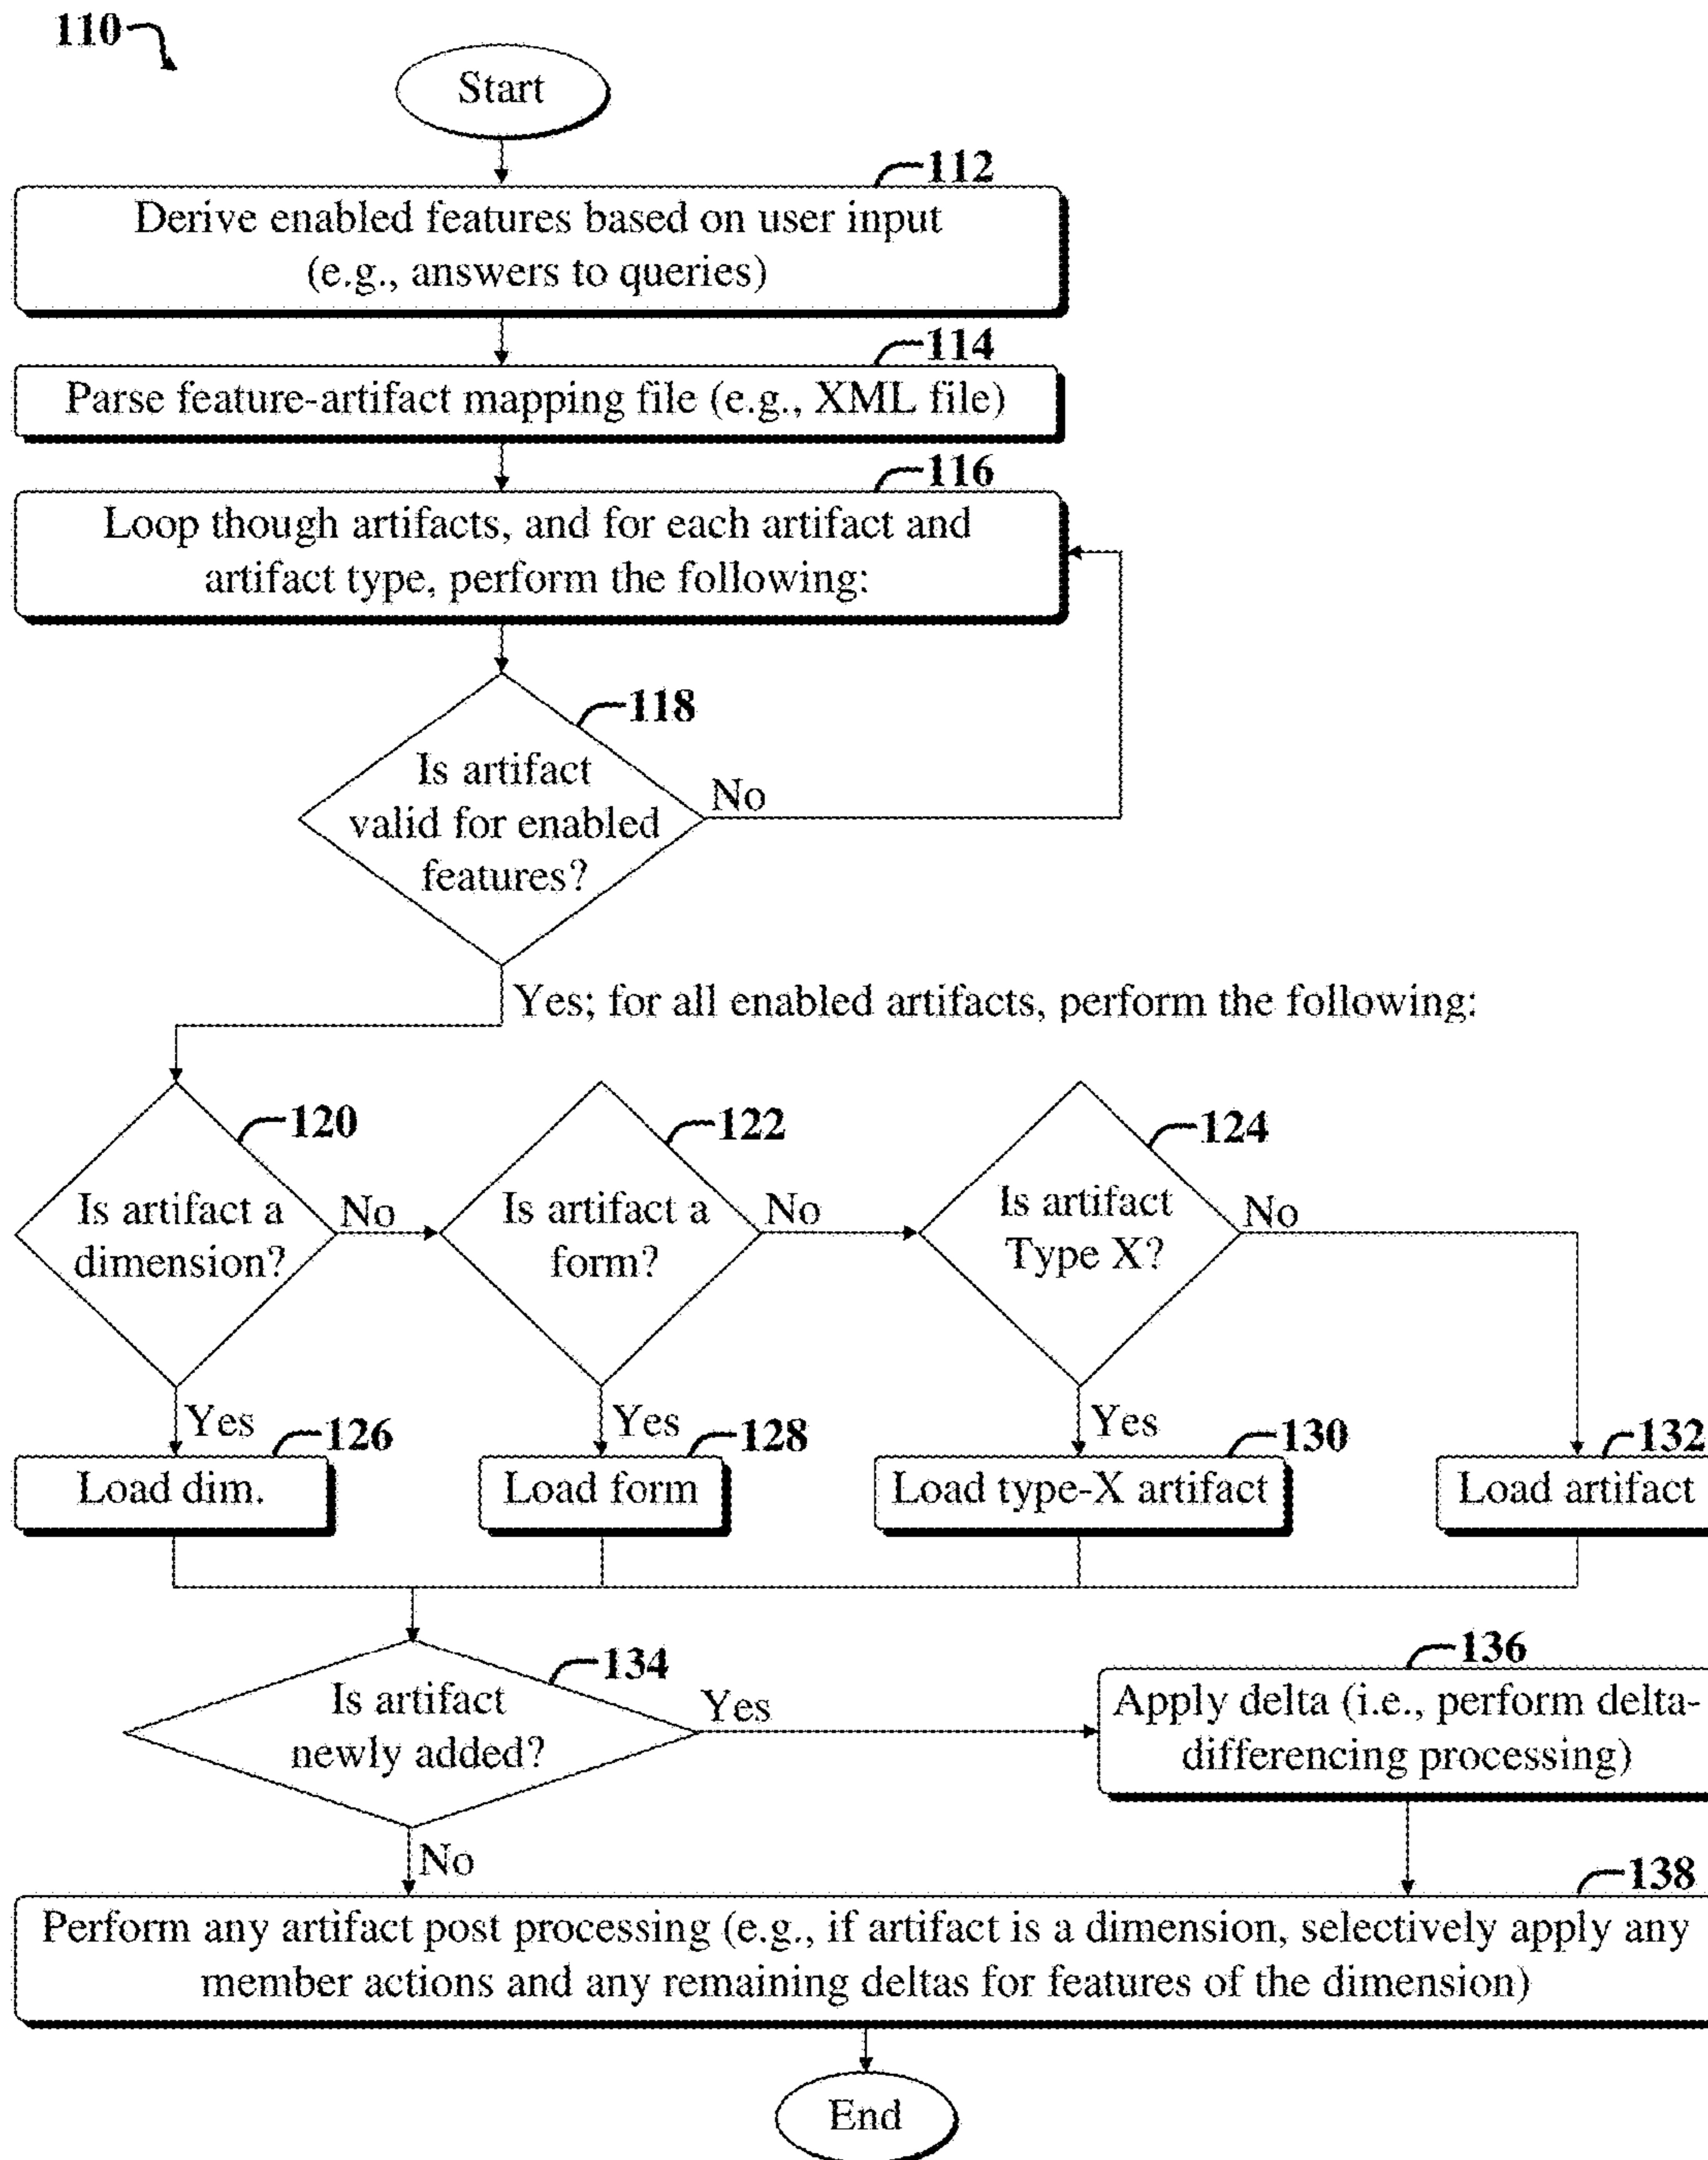 110
Start
112
Derive enabled features based on user input
(e.g., answers to queries)
114
Parse feature-artifact mapping file (e.g., XML file)
116
Loop though artifacts, and for each artifact and
artifact type, perform the following:
118
Is artifact
valid for enabled
features?
No
Yes; for all enabled artifacts, perform the following:
120
Is artifact a
dimension?
No
122
Is artifact a
form?
No
124
Is artifact
Type X?
No
Yes
126
Load dim.
Yes
128
Load form
Yes
130
Load type-X artifact
132
Load artifact
134
Is artifact
newly added?
Yes
136
Apply delta (i.e., perform delta-
differencing processing)
No
138
Perform any artifact post processing (e.g., if artifact is a dimension, selectively apply any
member actions and any remaining deltas for features of the dimension)
End